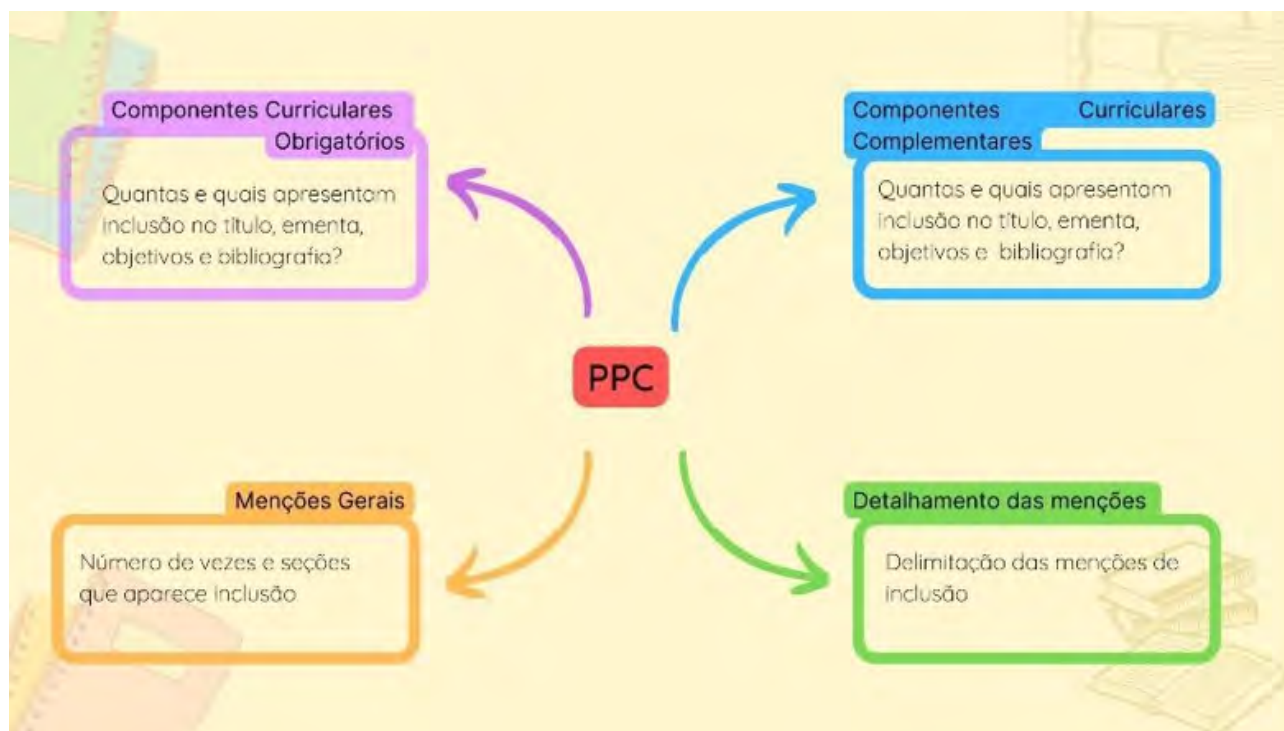 Componentes Curriculares
Obrigatórios
Quantas e quais apresentam
inclusão no título, ementa,
objetivos e bibliografia?
Componentes Curriculares
Complementares
Quantas e quais apresentam
inclusão no título, ementa,
objetivos e bibliografia?
PPC
Menções Gerais
Número de vezes e seções
que aparece inclusão
Detalhamento das menções
Delimitação das menções de
inclusão